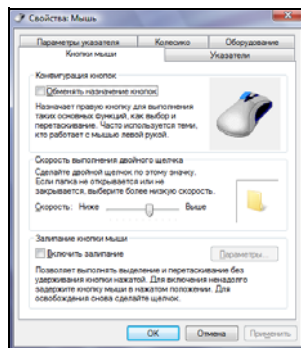 Свойства: Мышь
Параметры указателя Колесико Оборудование
Кнопки мыши Указатели
Конфигурация кнопок
Обменять назначение кнопок
Назначает правую кнопку для выполнения
таких основных функций, как выбор и
перетаскивание. Часто используется теми,
кто работает с мышью левой рукой.
Скорость выполнения двойного щелчка
Сделайте двойной щелчок по этому значку.
Если папка не открывается или не
закрывается, выберите более низкую скорость.
Скорость: Ниже Выше
Залипание кнопки мыши
Включить залипание Параметры...
Позволяет выполнять выделение и перетаскивание без
удерживания кнопки нажатой. Для включения ненадолго
задержите кнопку мыши в нажатом положении. Для
освобождения снова сделайте щелчок.
OK Отмена Применить